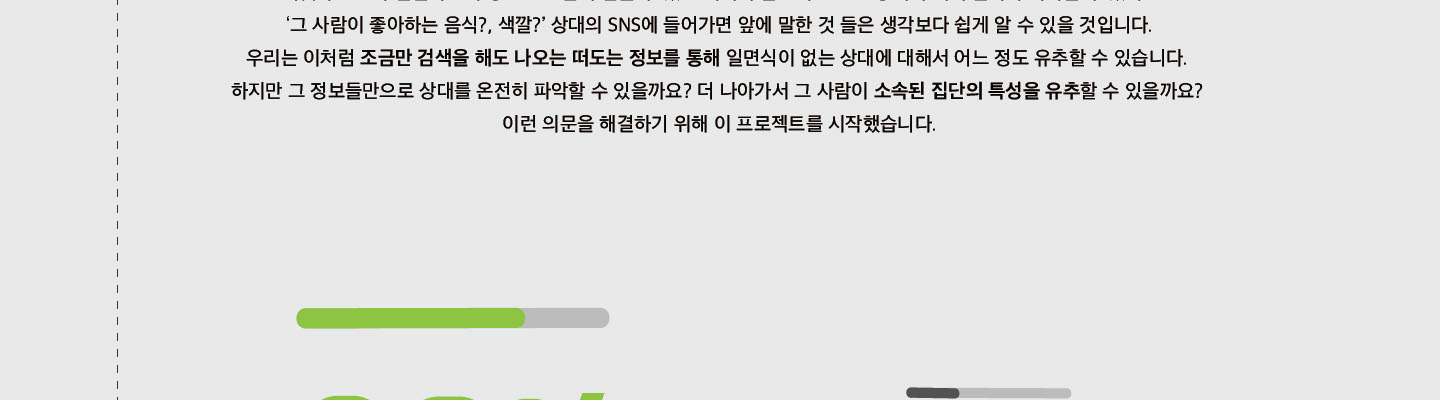 ‘그 사람이 좋아하는 음식?, 색깔?’ 상대의 SNS에 들어가면 앞에 말한 것 들은 생각보다 쉽게 알 수 있을 것입니다.
우리는 이처럼 조금만 검색을 해도 나오는 떠도는 정보를 통해 일면식이 없는 상대에 대해서 어느 정도 유추할 수 있습니다.
하지만 그 정보들만으로 상대를 온전히 파악할 수 있을까요? 더 나아가서 그 사람이 소속된 집단의 특성을 유추할 수 있을까요?
이런 의문을 해결하기 위해 이 프로젝트를 시작했습니다.